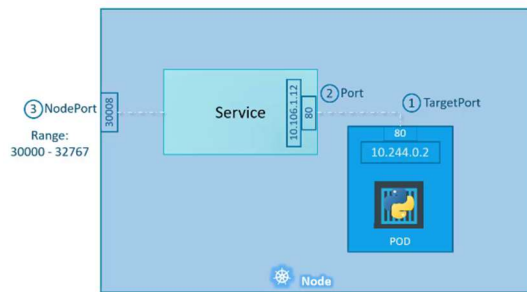 3 NodePort
Range:
30000 - 32767
30008
Service
10.106.1.12
80
2 Port
1 TargetPort
80
10.244.0.2
POD
Node